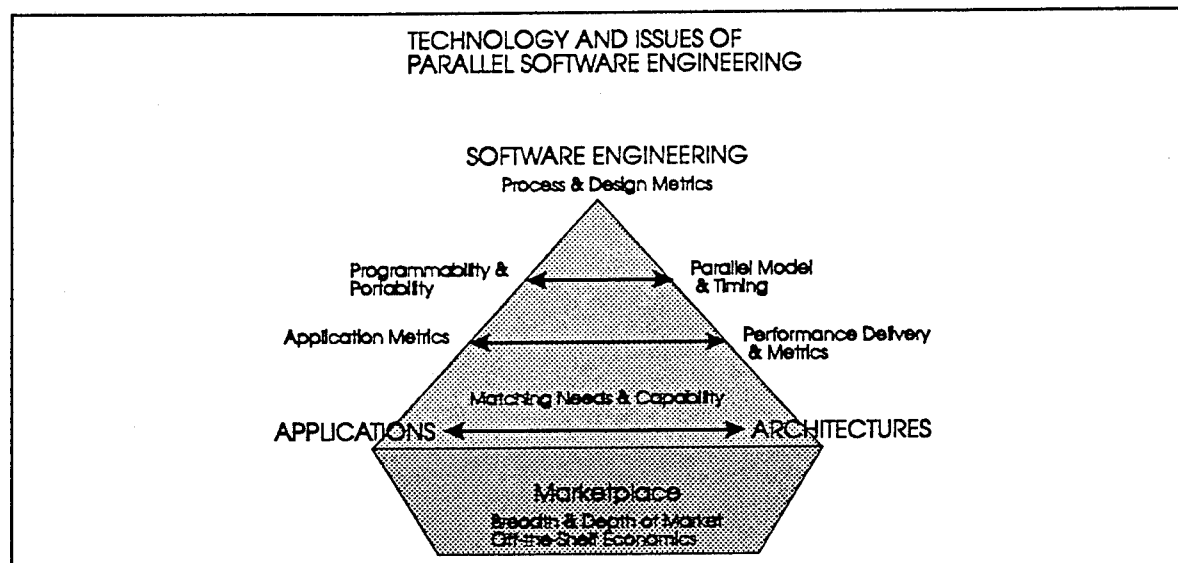 TECHNOLOGY AND ISSUES OF
PARALLEL SOFTWARE ENGINEERING
SOFTWARE ENGINEERING
Process & Design Metrics
Programmability &
Portability
Parallel Model
& Timing
Application Metrics
Performance Delivery
& Metrics
Matching Needs & Capability
APPLICATIONS
ARCHITECTURES
Marketplace
Breadth & Depth of Market
Off-the-Shelf Economics